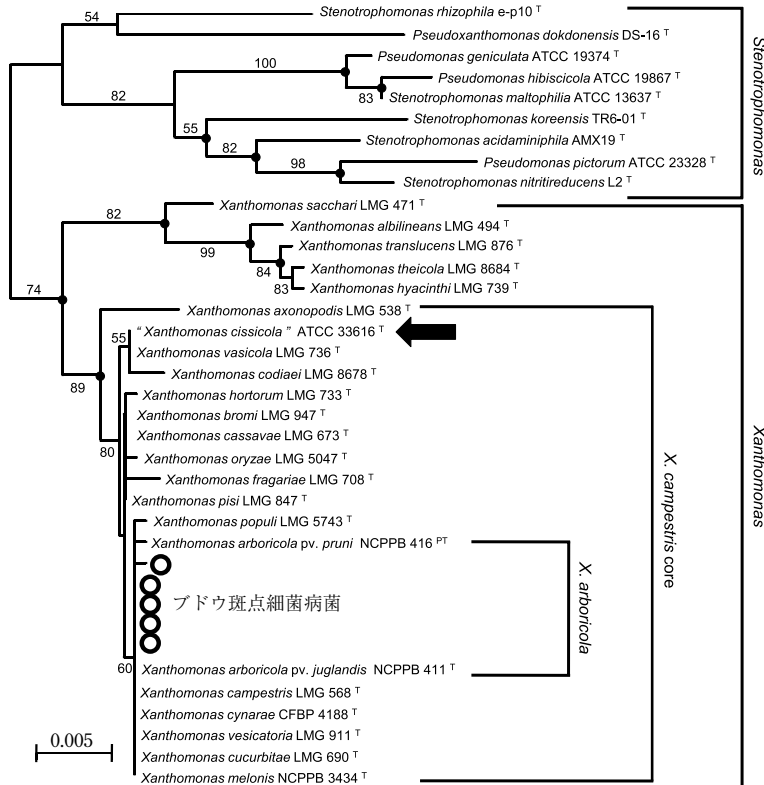 54
Stenotrophomonas rhizophila e-p10 T
Pseudoxanthomonas dokdonensis DS-16 T
100
Pseudomonas geniculata ATCC 19374 T
Pseudomonas hibiscicola ATCC 19867 T
83
Stenotrophomonas maltophilia ATCC 13637 T
82
Stenotrophomonas koreensis TR6-01 T
55
Stenotrophomonas acidaminiphila AMX19 T
82
Pseudomonas pictorum ATCC 23328 T
98
Stenotrophomonas nitritireducens L2 T
Stenotrophomonas
Xanthomonas sacchari LMG 471 T
82
Xanthomonas albilineans LMG 494 T
99
Xanthomonas translucens LMG 876 T
84
Xanthomonas theicola LMG 8684 T
83
Xanthomonas hyacinthi LMG 739 T
74
Xanthomonas axonopodis LMG 538 T
"Xanthomonas cissicola" ATCC 33616 T
55
Xanthomonas vasicola LMG 736 T
Xanthomonas codiaei LMG 8678 T
89
Xanthomonas hortorum LMG 733 T
Xanthomonas bromi LMG 947 T
Xanthomonas cassavae LMG 673 T
80
Xanthomonas oryzae LMG 5047 T
Xanthomonas fragariae LMG 708 T
Xanthomonas pisi LMG 847 T
Xanthomonas populi LMG 5743 T
Xanthomonas arboricola pv. pruni NCPPB 416 PT
ブドウ斑点細菌病菌
60
Xanthomonas arboricola pv. juglandis NCPPB 411 T
X. arboricola
Xanthomonas campestris LMG 568 T
Xanthomonas cynarae CFBP 4188 T
Xanthomonas vesicatoria LMG 911 T
Xanthomonas cucurbitae LMG 690 T
Xanthomonas melonis NCPPB 3434 T
X. campestris core
Xanthomonas
0.005